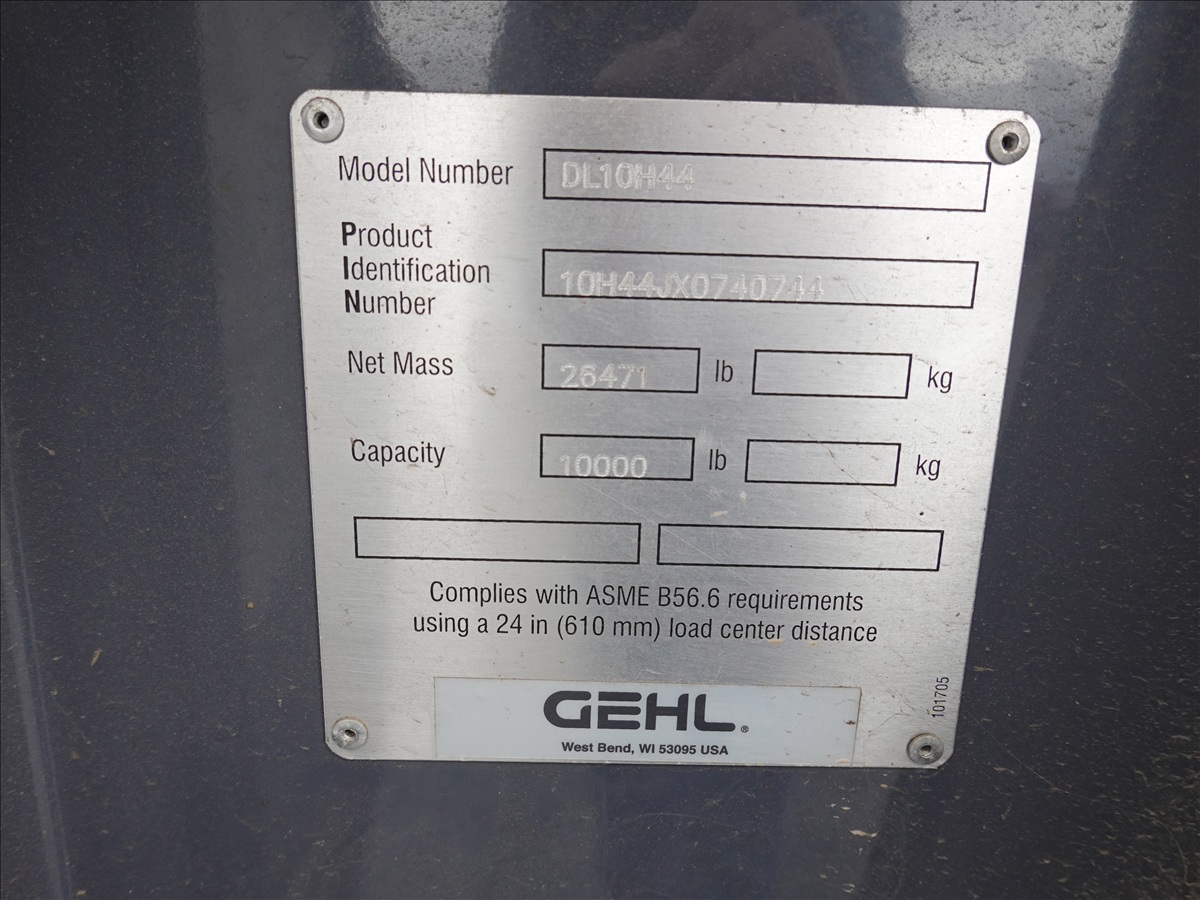 Model Number DL10H44
Product
Identification
Number 10H44JX0740744
Net Mass 26471 lb kg
Capacity 10000 lb kg
Complies with ASME B56.6 requirements
using a 24 in (610 mm) load center distance
101705
GEHL®
West Bend, WI 53095 USA